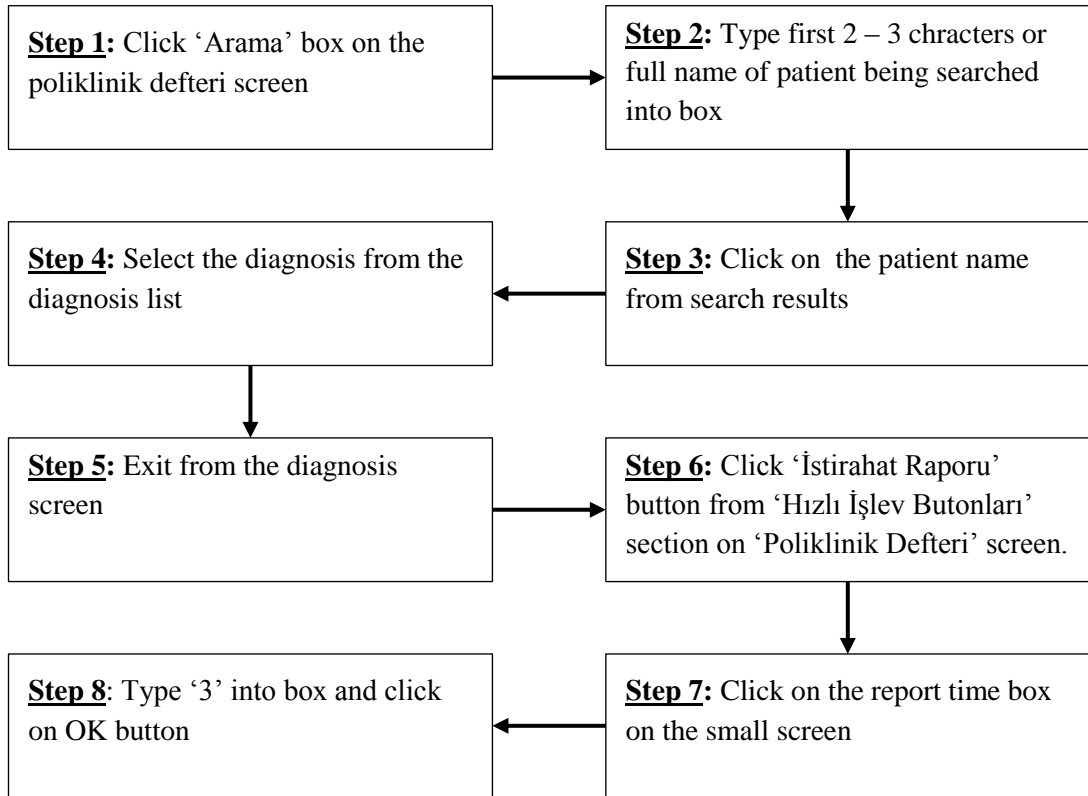 Step 1: Click ‘Arama’ box on the
poliklinik defteri screen
Step 2: Type first 2 – 3 chracters or
full name of patient being searched
into box
Step 3: Click on the patient name
from search results
Step 4: Select the diagnosis from the
diagnosis list
Step 5: Exit from the diagnosis
screen
Step 6: Click ‘İstirahat Raporu’
button from ‘Hızlı İşlev Butonları’
section on ‘Poliklinik Defteri’ screen.
Step 7: Click on the report time box
on the small screen
Step 8: Type ‘3’ into box and click
on OK button